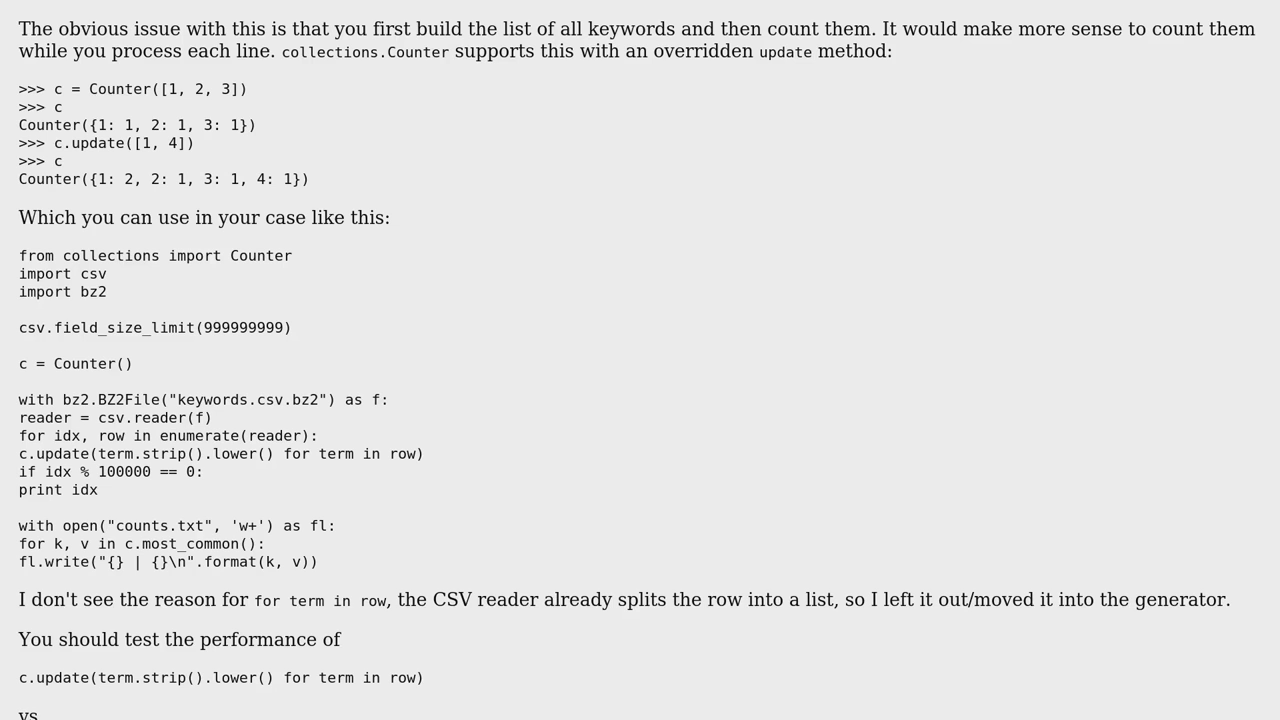 The obvious issue with this is that you first build the list of all keywords and then count them. It would make more sense to count them
while you process each line. collections.Counter supports this with an overridden update method:
>>> c = Counter([1, 2, 3])
>>> c
Counter({1: 1, 2: 1, 3: 1})
>>> c.update([1, 4])
>>> c
Counter({1: 2, 2: 1, 3: 1, 4: 1})
Which you can use in your case like this:
from collections import Counter
import csv
import bz2
csv.field_size_limit(999999999)
c = Counter()
with bz2.BZ2File("keywords.csv.bz2") as f:
reader = csv.reader(f)
for idx, row in enumerate(reader):
c.update(term.strip().lower() for term in row)
if idx % 100000 == 0:
print idx
with open("counts.txt", 'w+') as fl:
for k, v in c.most_common():
fl.write("{} | {}\n".format(k, v))
I don't see the reason for for term in row, the CSV reader already splits the row into a list, so I left it out/moved it into the generator.
You should test the performance of
c.update(term.strip().lower() for term in row)
vs